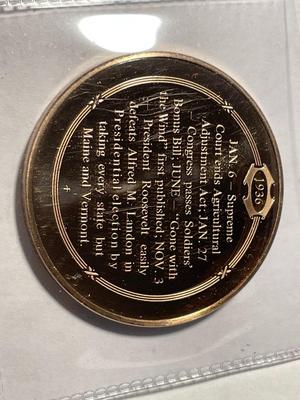 1936
JAN. 6 — Supreme
Court ends Agricultural
Adjustment Act; JAN. 27
Congress passes Soldiers'
Bonus Bill; JUNE — "Gone with
the Wind" first published; NOV. 3
President Roosevelt easily
defeats Alfred M. Landon in
Presidential election by
taking every state but
Maine and Vermont.